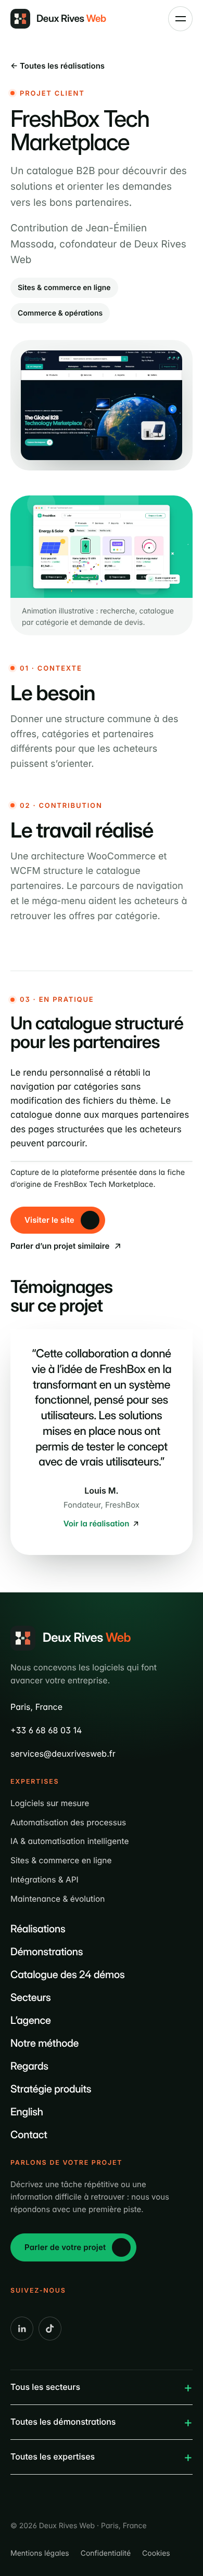 Deux Rives Web
← Toutes les réalisations
PROJET CLIENT
FreshBox Tech
Marketplace
Un catalogue B2B pour découvrir des
solutions et orienter les demandes
vers les bons partenaires.
Contribution de Jean-Émilien
Massoda, cofondateur de Deux Rives
Web
Sites & commerce en ligne
Commerce & opérations
The Global B2B
Technology Marketplace
FreshBox
Energy & Solar
Animation illustrative : recherche, catalogue
par catégorie et demande de devis.
01 · CONTEXTE
Le besoin
Donner une structure commune à des
offres, catégories et partenaires
différents pour que les acheteurs
puissent s’orienter.
02 · CONTRIBUTION
Le travail réalisé
Une architecture WooCommerce et
WCFM structure le catalogue
partenaires. Le parcours de navigation
et le méga-menu aident les acheteurs à
retrouver les offres par catégorie.
03 · EN PRATIQUE
Un catalogue structuré
pour les partenaires
Le rendu personnalisé a rétabli la
navigation par catégories sans
modification des fichiers du thème. Le
catalogue donne aux marques partenaires
des pages structurées que les acheteurs
peuvent parcourir.
Capture de la plateforme présentée dans la fiche
d’origine de FreshBox Tech Marketplace.
Visiter le site
Parler d’un projet similaire ↗
Témoignages
sur ce projet
“Cette collaboration a donné
vie à l’idée de FreshBox en la
transformant en un système
fonctionnel, pensé pour ses
utilisateurs. Les solutions
mises en place nous ont
permis de tester le concept
avec de vrais utilisateurs.”
Louis M.
Fondateur, FreshBox
Voir la réalisation ↗
Deux Rives Web
Nous concevons les logiciels qui font
avancer votre entreprise.
Paris, France
+33 6 68 68 03 14
services@deuxrivesweb.fr
EXPERTISES
Logiciels sur mesure
Automatisation des processus
IA & automatisation intelligente
Sites & commerce en ligne
Intégrations & API
Maintenance & évolution
Réalisations
Démonstrations
Catalogue des 24 démos
Secteurs
L’agence
Notre méthode
Regards
Stratégie produits
English
Contact
PARLONS DE VOTRE PROJET
Décrivez une tâche répétitive ou une
information difficile à retrouver : nous vous
répondons avec une première piste.
Parler de votre projet
SUIVEZ-NOUS
in
Tous les secteurs +
Toutes les démonstrations +
Toutes les expertises +
© 2026 Deux Rives Web · Paris, France
Mentions légales Confidentialité Cookies